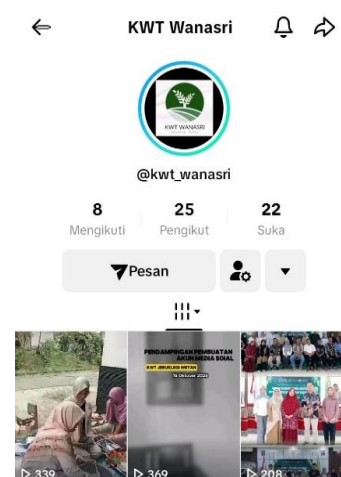 KWT Wanasri
KWT WANASRI
@kwt_wanasri
8 25 22
Mengikuti Pengikut Suka
Pesan
PENDAMPINGAN PEMBUATAN
AKUN MEDIA SOIAL
339 369 208